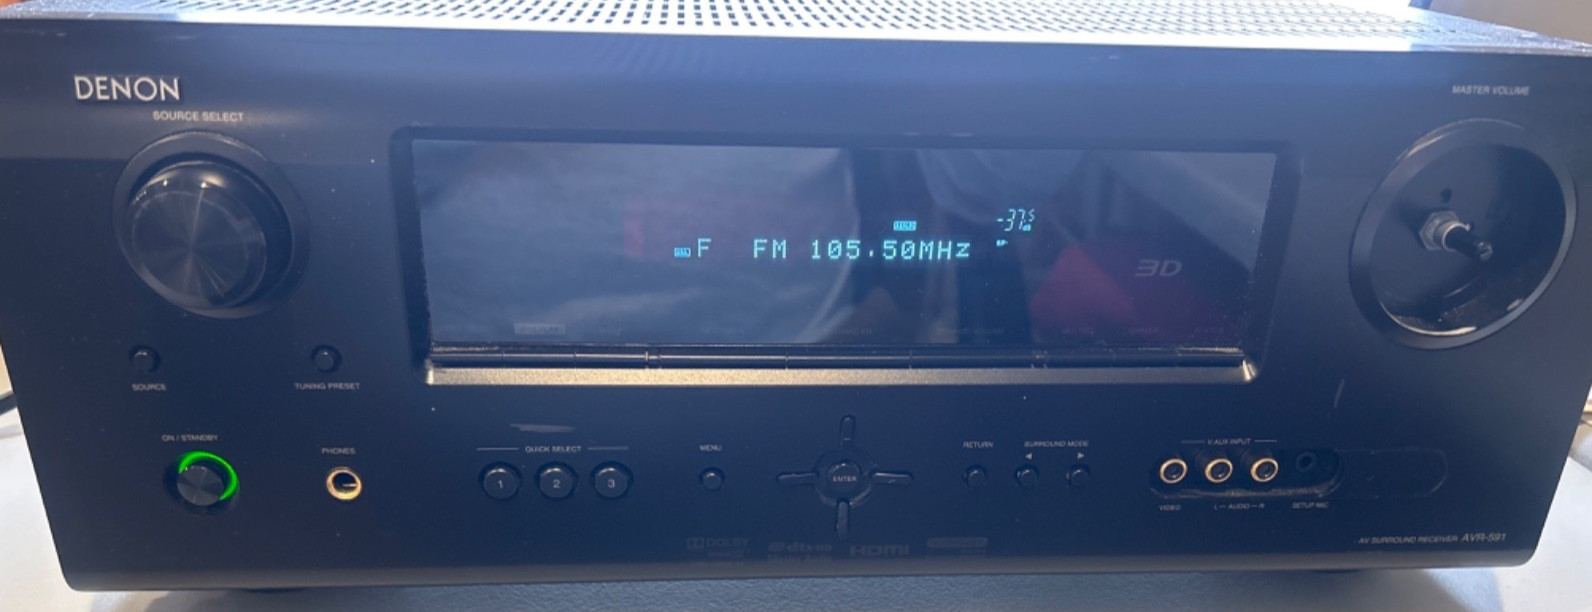 DENON
MASTER VOLUME
SOURCE SELECT
-37.5
F FM 105.50MHz
3D
SOURCE
TUNING PRESET
ON / STANDBY
PHONES
QUICK SELECT
1 2 3
MENU
ENTER
RETURN
SURROUND MODE
V.AUX INPUT
VIDEO
L — AUDIO — R
SETUP MIC
DOLBY
dts
HDMI
AV SURROUND RECEIVER AVR-591